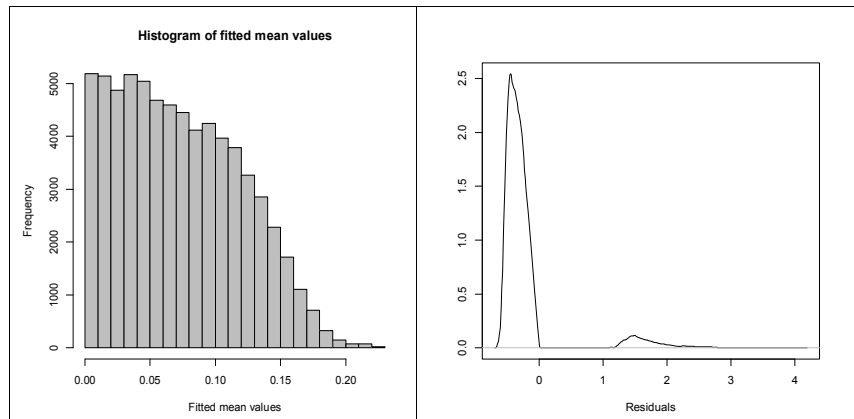 Histogram of fitted mean values
Frequency
5000
4000
3000
2000
1000
0
0.00 0.05 0.10 0.15 0.20
Fitted mean values
2.5
2.0
1.5
1.0
0.5
0.0
0 1 2 3 4
Residuals